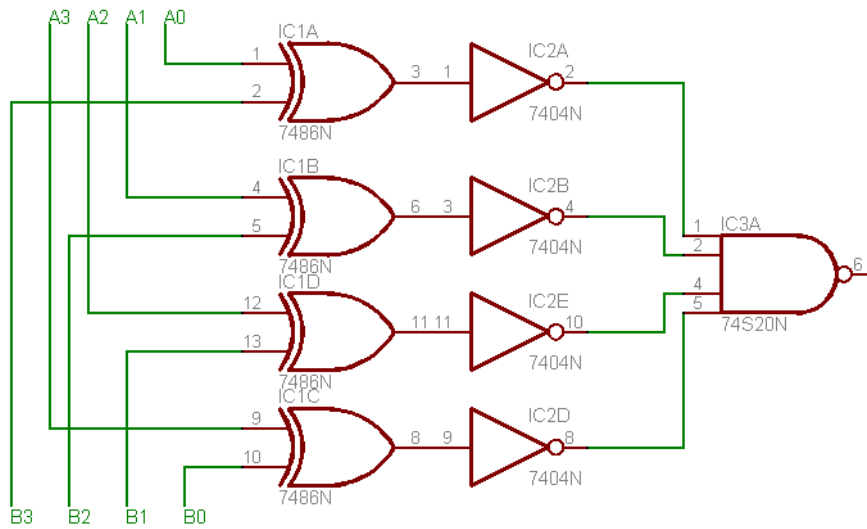 A3 A2 A1 A0
IC1A
1
2
3
7486N
1
IC2A
2
7404N
IC1B
4
5
6
7486N
3
IC2B
4
7404N
IC3A
1
2
4
5
6
74S20N
IC1D
12
13
11
7486N
11
IC2E
10
7404N
IC1C
9
10
8
7486N
9
IC2D
8
7404N
B3 B2 B1 B0